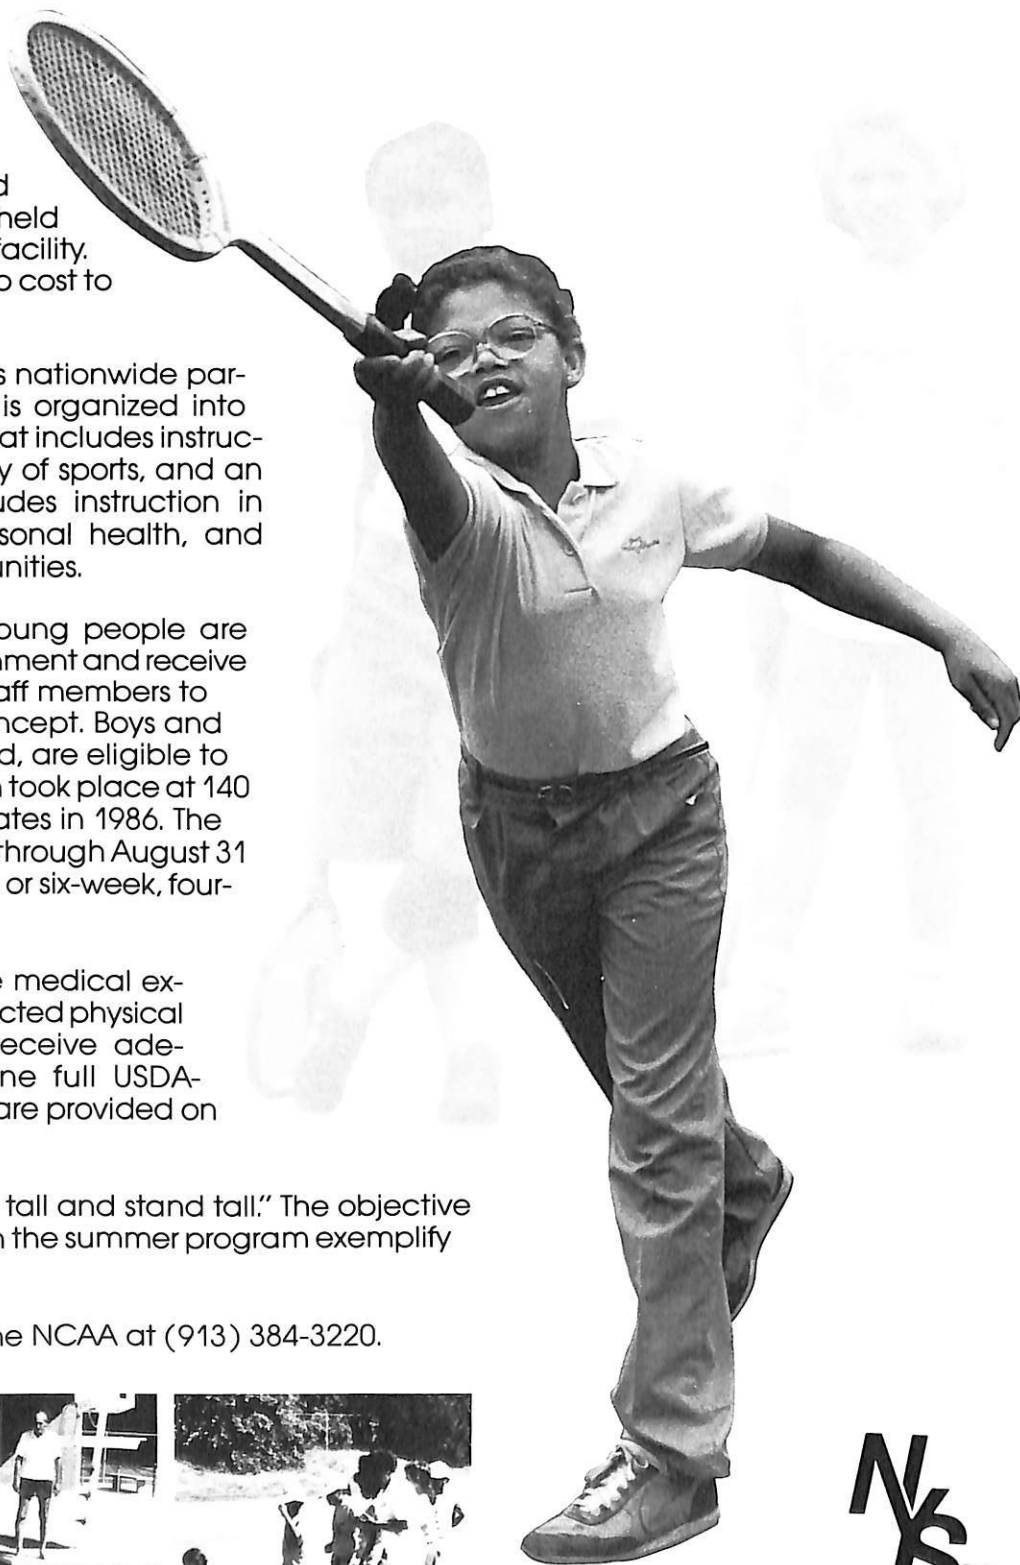 d
held
facility.
o cost to
s nationwide par-
is organized into
at includes instruc-
y of sports, and an
udes instruction in
sonal health, and
unities.
oung people are
nment and receive
aff members to
ncept. Boys and
d, are eligible to
n took place at 140
ates in 1986. The
through August 31
or six-week, four-
e medical ex-
cted physical
eceive ade-
ne full USDA-
are provided on
tall and stand tall." The objective
n the summer program exemplify
he NCAA at (913) 384-3220.
NYS